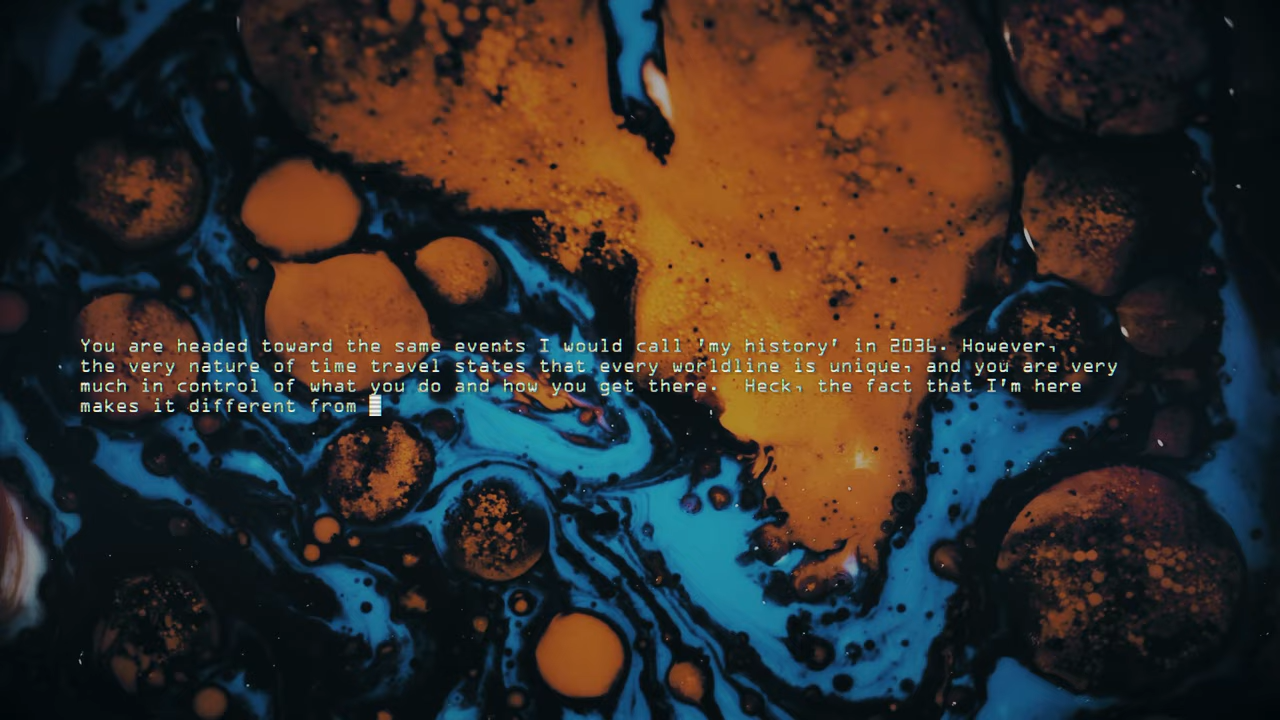 You are headed toward the same events I would call 'my history' in 2036. However,
the very nature of time travel states that every worldline is unique, and you are very
much in control of what you do and how you get there.  Heck, the fact that I'm here
makes it different from